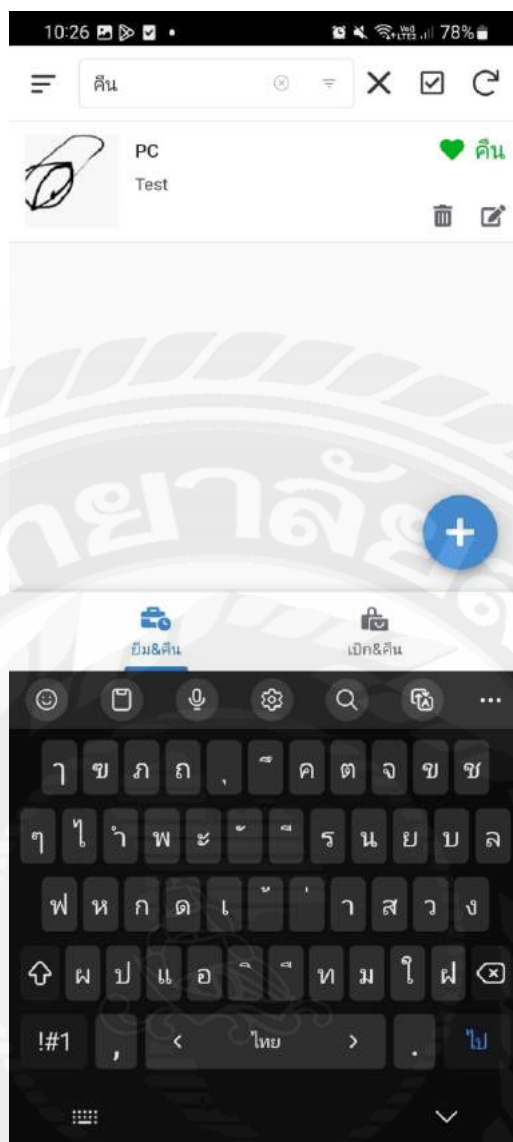 10:26 78%
คืน
PC คืน
Test
ยืม&คืน เบิก&คืน
ๅ ฃ ภ ถ ุ ึ ค ต จ ข ช
ๆ ไ ำ พ ะ ั ี ร น ย บ ล
ฟ ห ก ด เ ้ ่ า ส ว ง
ผ ป แ อ ิ ื ท ม ใ ฝ
!#1 , < ไทย > . ไป